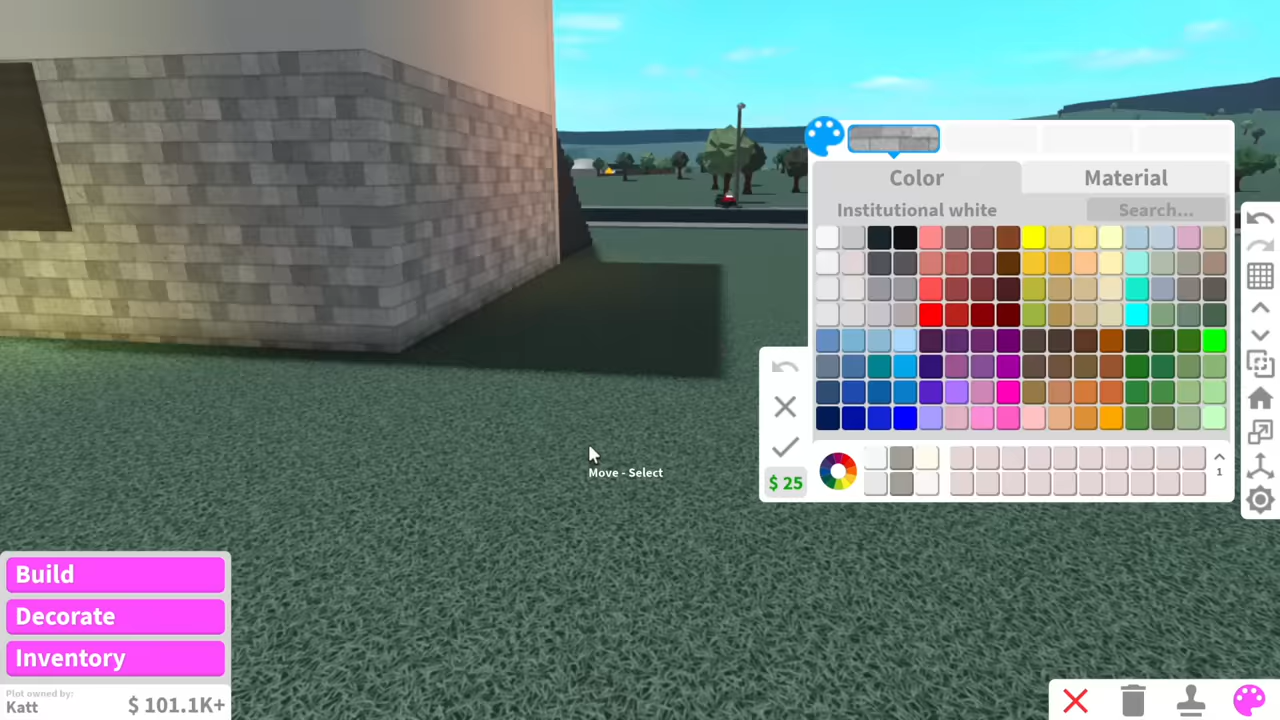 Color
Material
Institutional white
Search...
Move - Select
$ 25
1
Build
Decorate
Inventory
Plot owned by:
Katt
$ 101.1K+